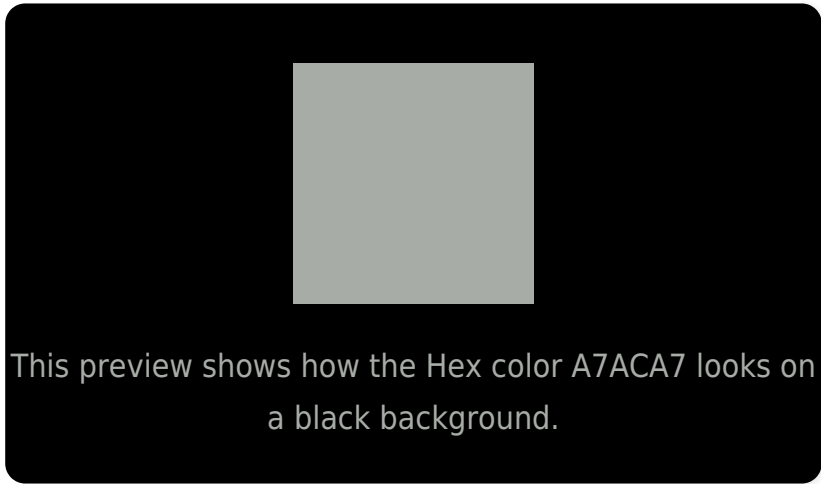 This preview shows how the Hex color A7ACA7 looks on
a black background.